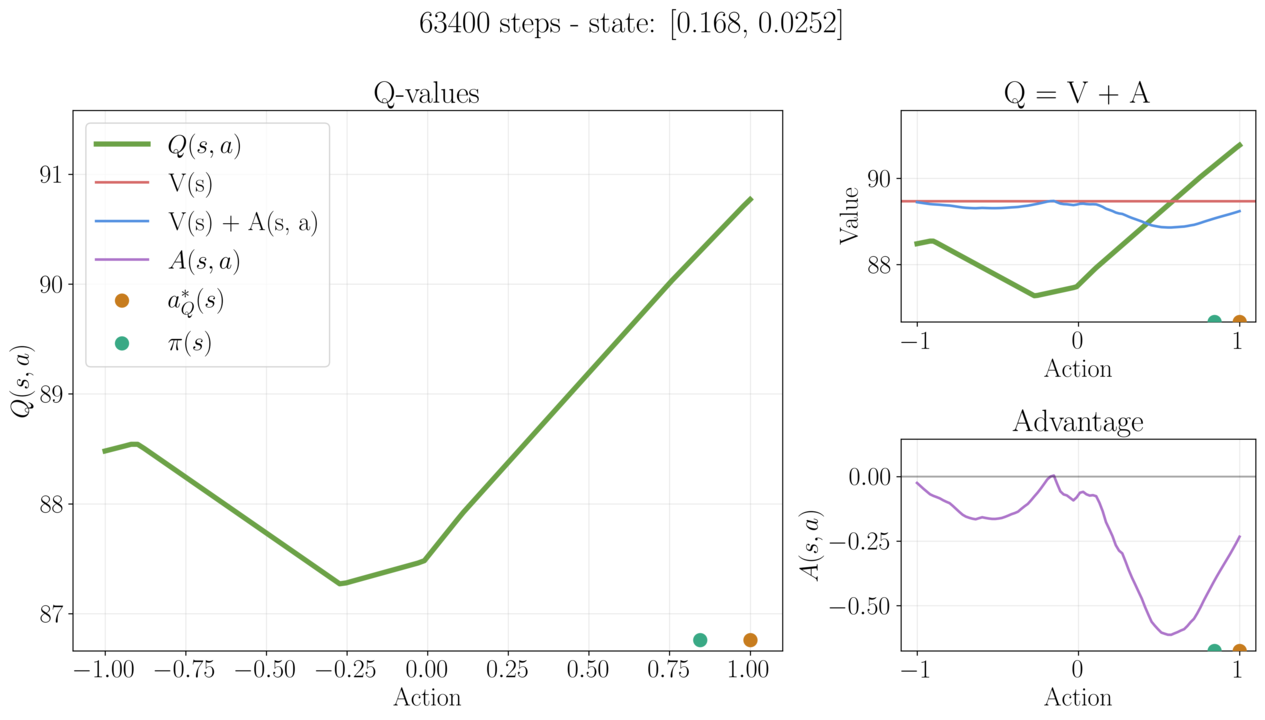 63400 steps - state: [0.168, 0.0252]
Q-values
Q(s, a)
V(s)
V(s) + A(s, a)
A(s, a)
a*Q(s)
π(s)
91
90
89
88
87
Q(s, a)
−1.00 −0.75 −0.50 −0.25 0.00 0.25 0.50 0.75 1.00
Action
Q = V + A
90
88
Value
−1 0 1
Action
Advantage
0.00
−0.25
−0.50
A(s, a)
−1 0 1
Action